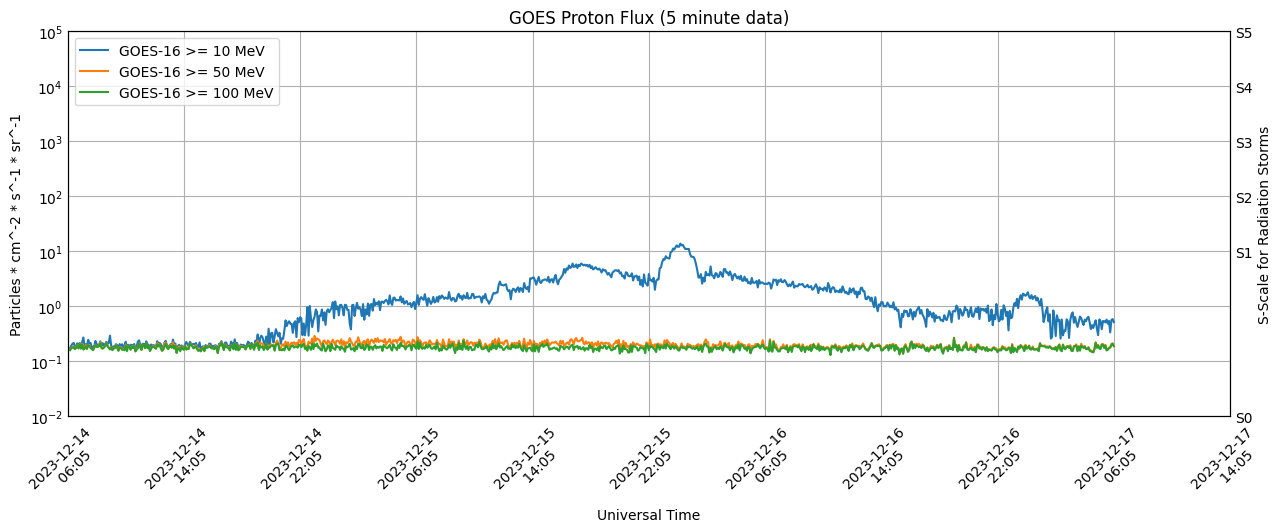 GOES Proton Flux (5 minute data)
GOES-16 >= 10 MeV
GOES-16 >= 50 MeV
GOES-16 >= 100 MeV
Particles * cm^-2 * s^-1 * sr^-1
10^5
10^4
10^3
10^2
10^1
10^0
10^-1
10^-2
S5
S4
S3
S2
S1
S0
S-Scale for Radiation Storms
2023-12-14
06:05
2023-12-14
14:05
2023-12-14
22:05
2023-12-15
06:05
2023-12-15
14:05
2023-12-15
22:05
2023-12-16
06:05
2023-12-16
14:05
2023-12-16
22:05
2023-12-17
06:05
2023-12-17
14:05
Universal Time